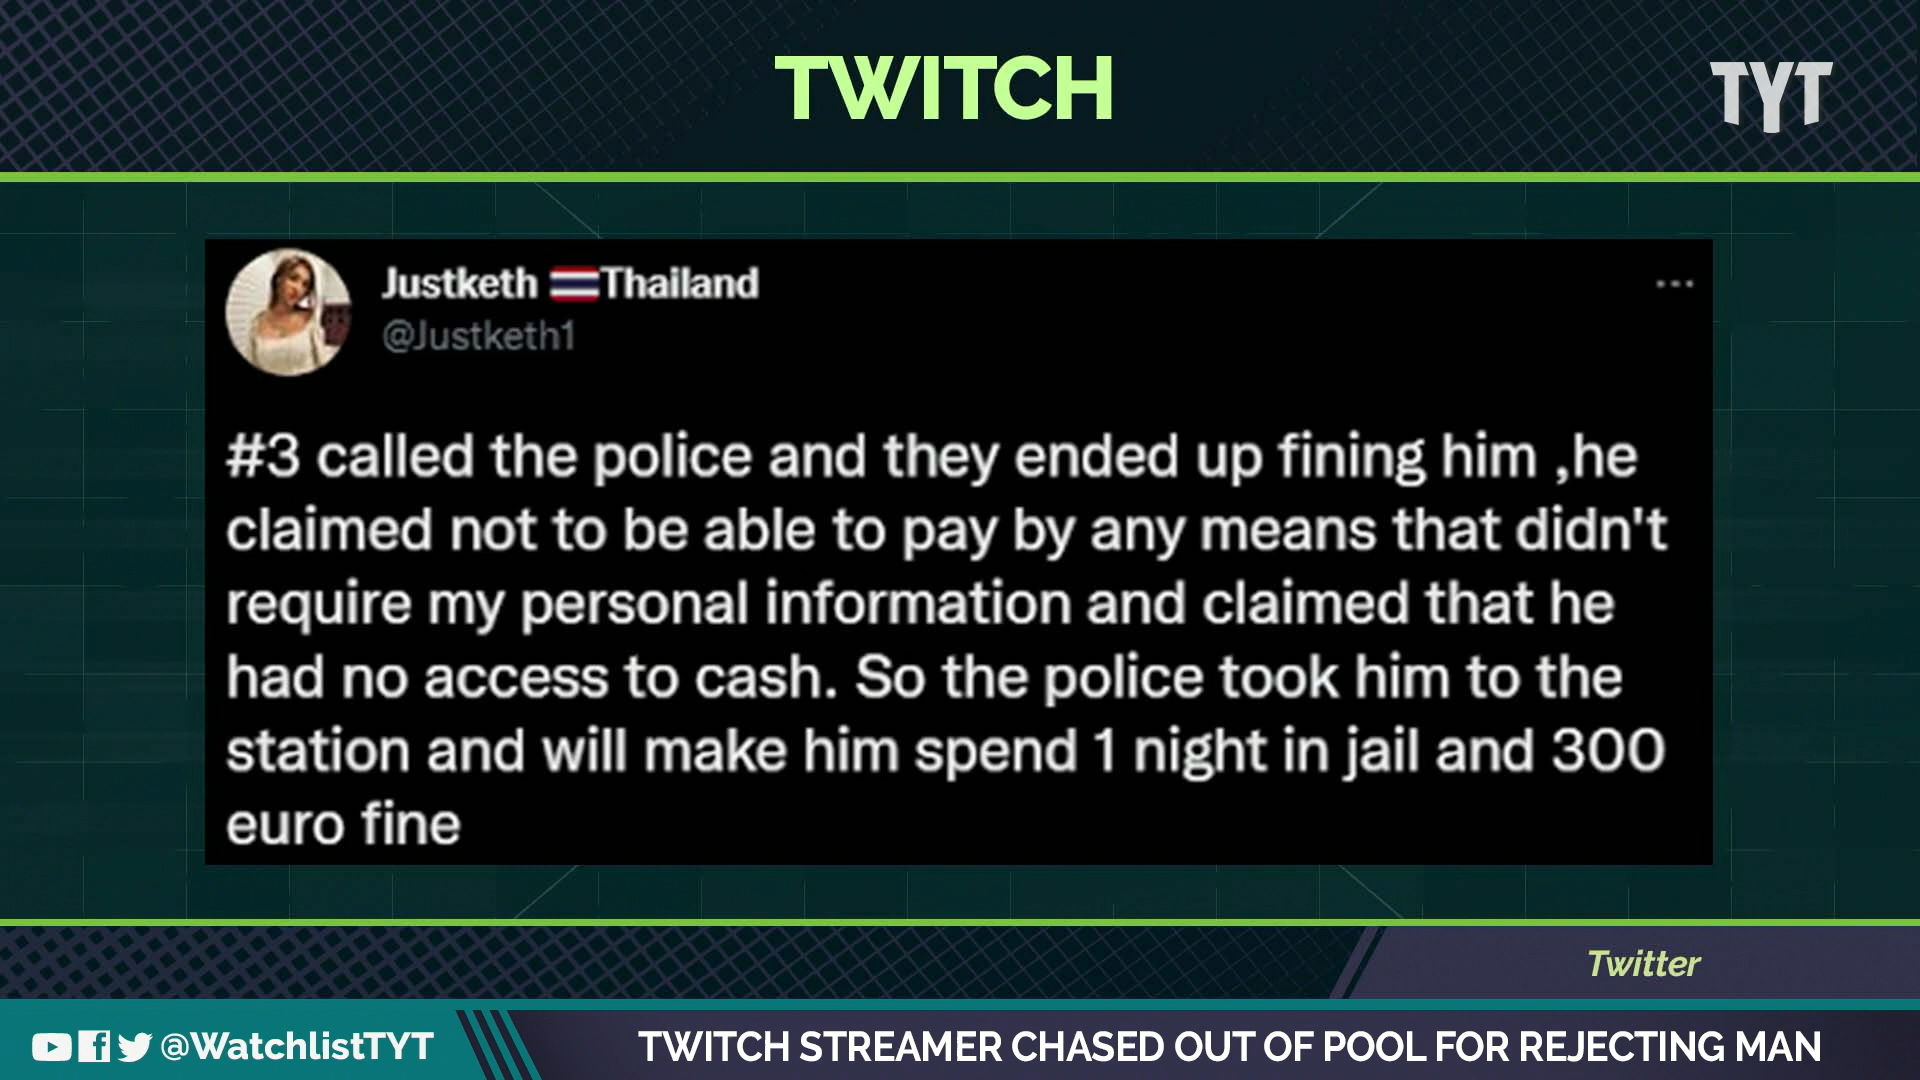 TWITCH
TYT
Justketh 🇹🇭Thailand
@Justketh1
#3 called the police and they ended up fining him ,he
claimed not to be able to pay by any means that didn't
require my personal information and claimed that he
had no access to cash. So the police took him to the
station and will make him spend 1 night in jail and 300
euro fine
Twitter
@WatchlistTYT
TWITCH STREAMER CHASED OUT OF POOL FOR REJECTING MAN